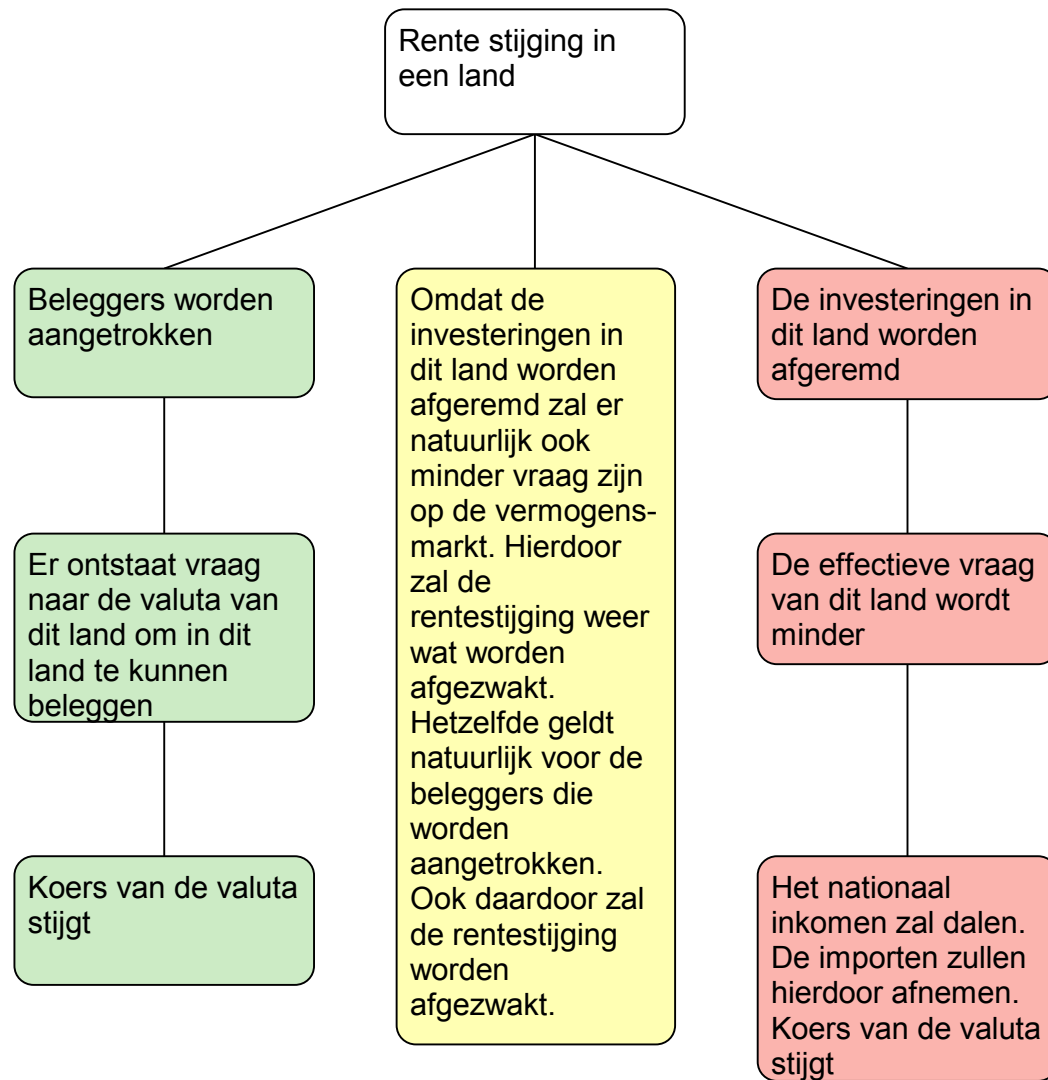 Rente stijging in
een land
Beleggers worden
aangetrokken
Er ontstaat vraag
naar de valuta van
dit land om in dit
land te kunnen
beleggen
Koers van de valuta
stijgt
Omdat de
investeringen in
dit land worden
afgeremd zal er
natuurlijk ook
minder vraag zijn
op de vermogens-
markt. Hierdoor
zal de
rentestijging weer
wat worden
afgezwakt.
Hetzelfde geldt
natuurlijk voor de
beleggers die
worden
aangetrokken.
Ook daardoor zal
de rentestijging
worden
afgezwakt.
De investeringen in
dit land worden
afgeremd
De effectieve vraag
van dit land wordt
minder
Het nationaal
inkomen zal dalen.
De importen zullen
hierdoor afnemen.
Koers van de valuta
stijgt